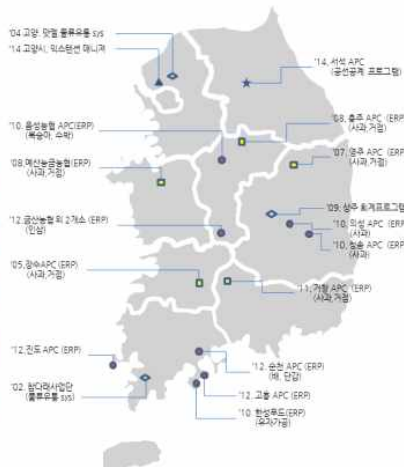 '04 고양, 맛젤 물류유통 sys
'14 고양시, 익스텐션 매니저
'14. 서석 APC
(공선공계 프로그램)
'10. 음성농협 APC(ERP)
(복숭아, 수박)
'08. 충주 APC (ERP)
(사과,거점)
'07. 영주 APC (ERP)
(사과,거점)
'08.예산능금농협(ERP)
(사과,거점)
'09. 상주 회계프로그램
'10. 의성 APC (ERP)
(사과)
'12.금산농협 외 2개소 (ERP)
(인삼)
'10. 청송 APC (ERP)
(사과)
'05.장수APC (ERP)
(사과,거점)
'11.거창 APC (ERP)
(사과,거점)
'12.진도 APC (ERP)
'12. 순천 APC (ERP)
(배, 단감)
'02. 참다래사업단
(물류유통 sys)
'12. 고흥 APC (ERP)
'10. 한성푸드(ERP)
(유자가공)